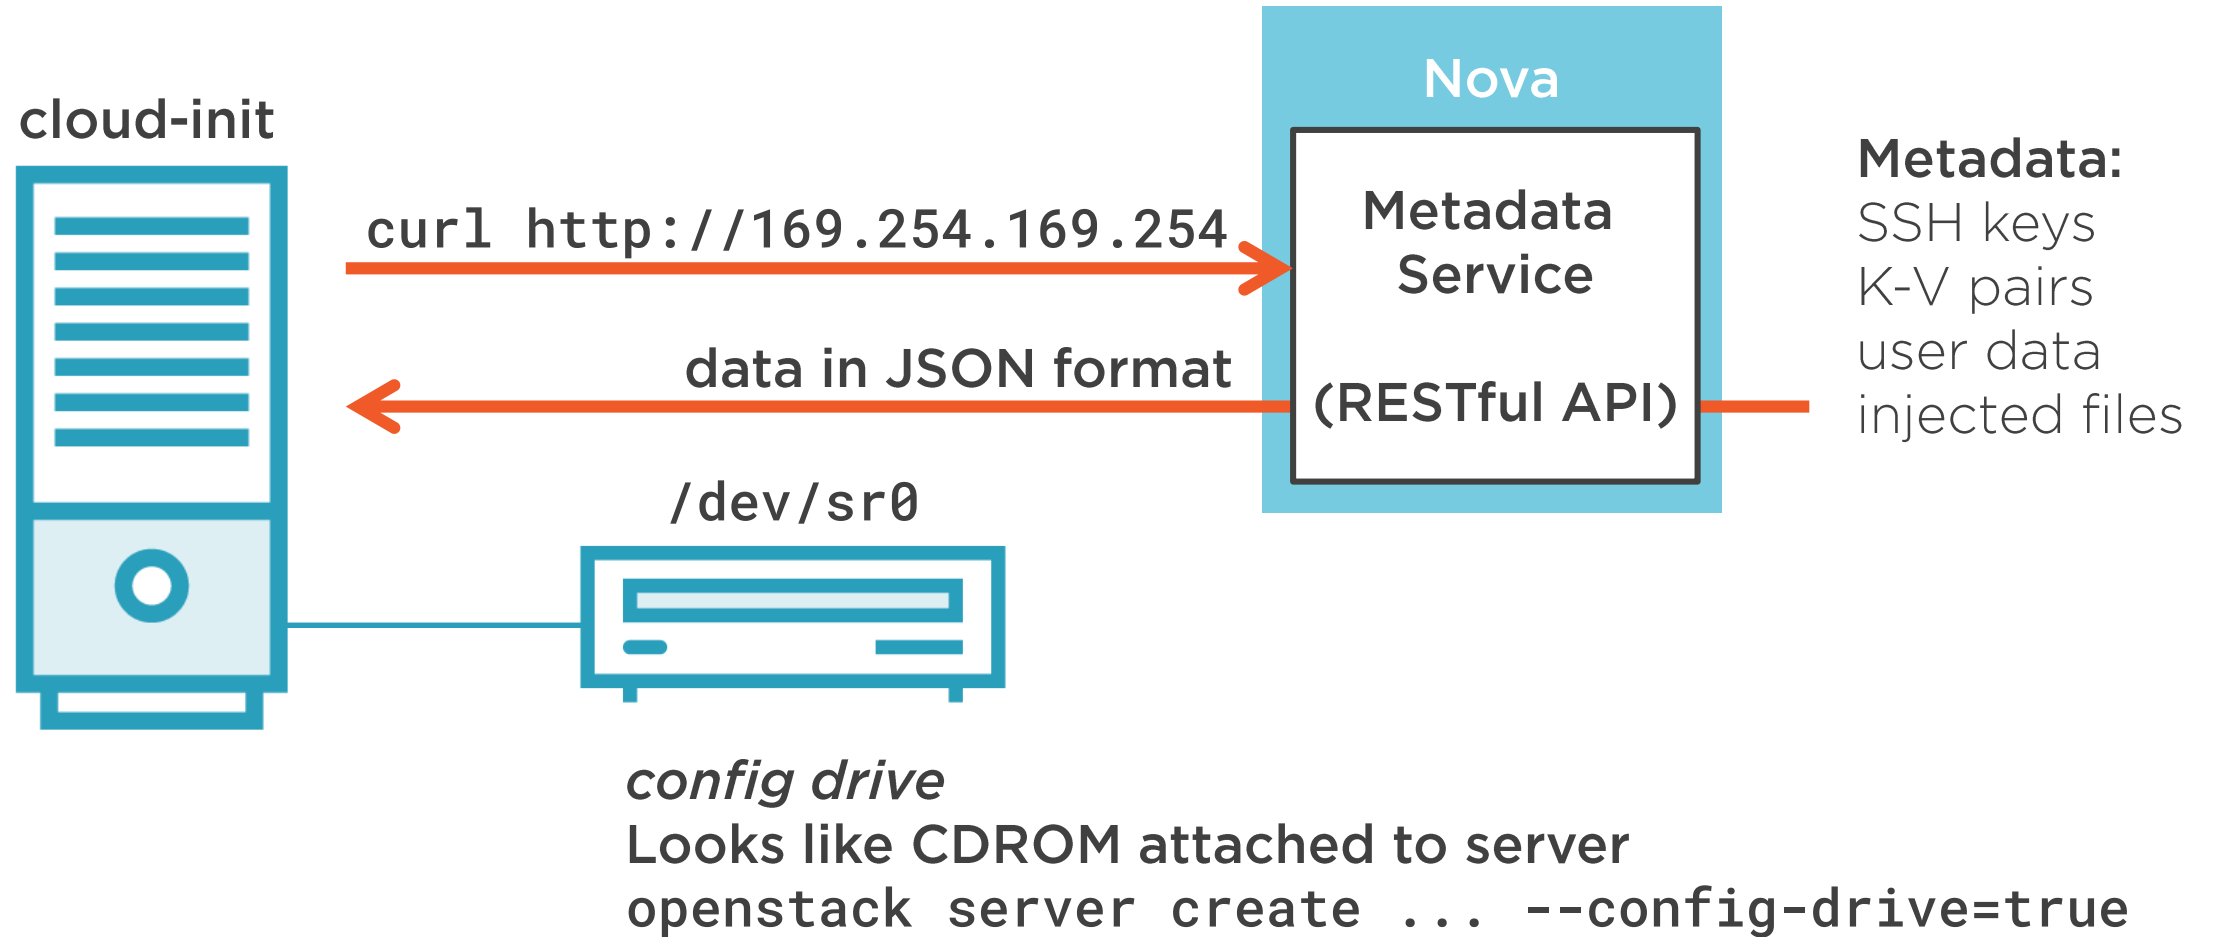 cloud-init
curl http://169.254.169.254
data in JSON format
Nova
Metadata
Service
(RESTful API)
Metadata:
SSH keys
K-V pairs
user data
injected files
/dev/sr0
config drive
Looks like CDROM attached to server
openstack server create ... --config-drive=true